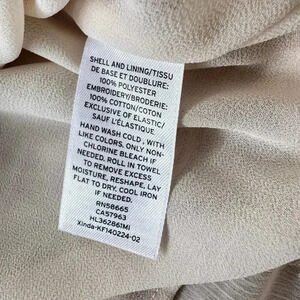 SHELL AND LINING/TISSU
DE BASE ET DOUBLURE:
100% POLYESTER
EMBROIDERY/BRODERIE:
100% COTTON/COTON
EXCLUSIVE OF ELASTIC/
SAUF L'ÉLASTIQUE
HAND WASH COLD , WITH
LIKE COLORS. ONLY NON-
CHLORINE BLEACH IF
NEEDED. ROLL IN TOWEL
TO REMOVE EXCESS
MOISTURE, RESHAPE, LAY
FLAT TO DRY. COOL IRON
IF NEEDED.
RN58665
CA57963
HL362861MI
Xinda-KF140224-02